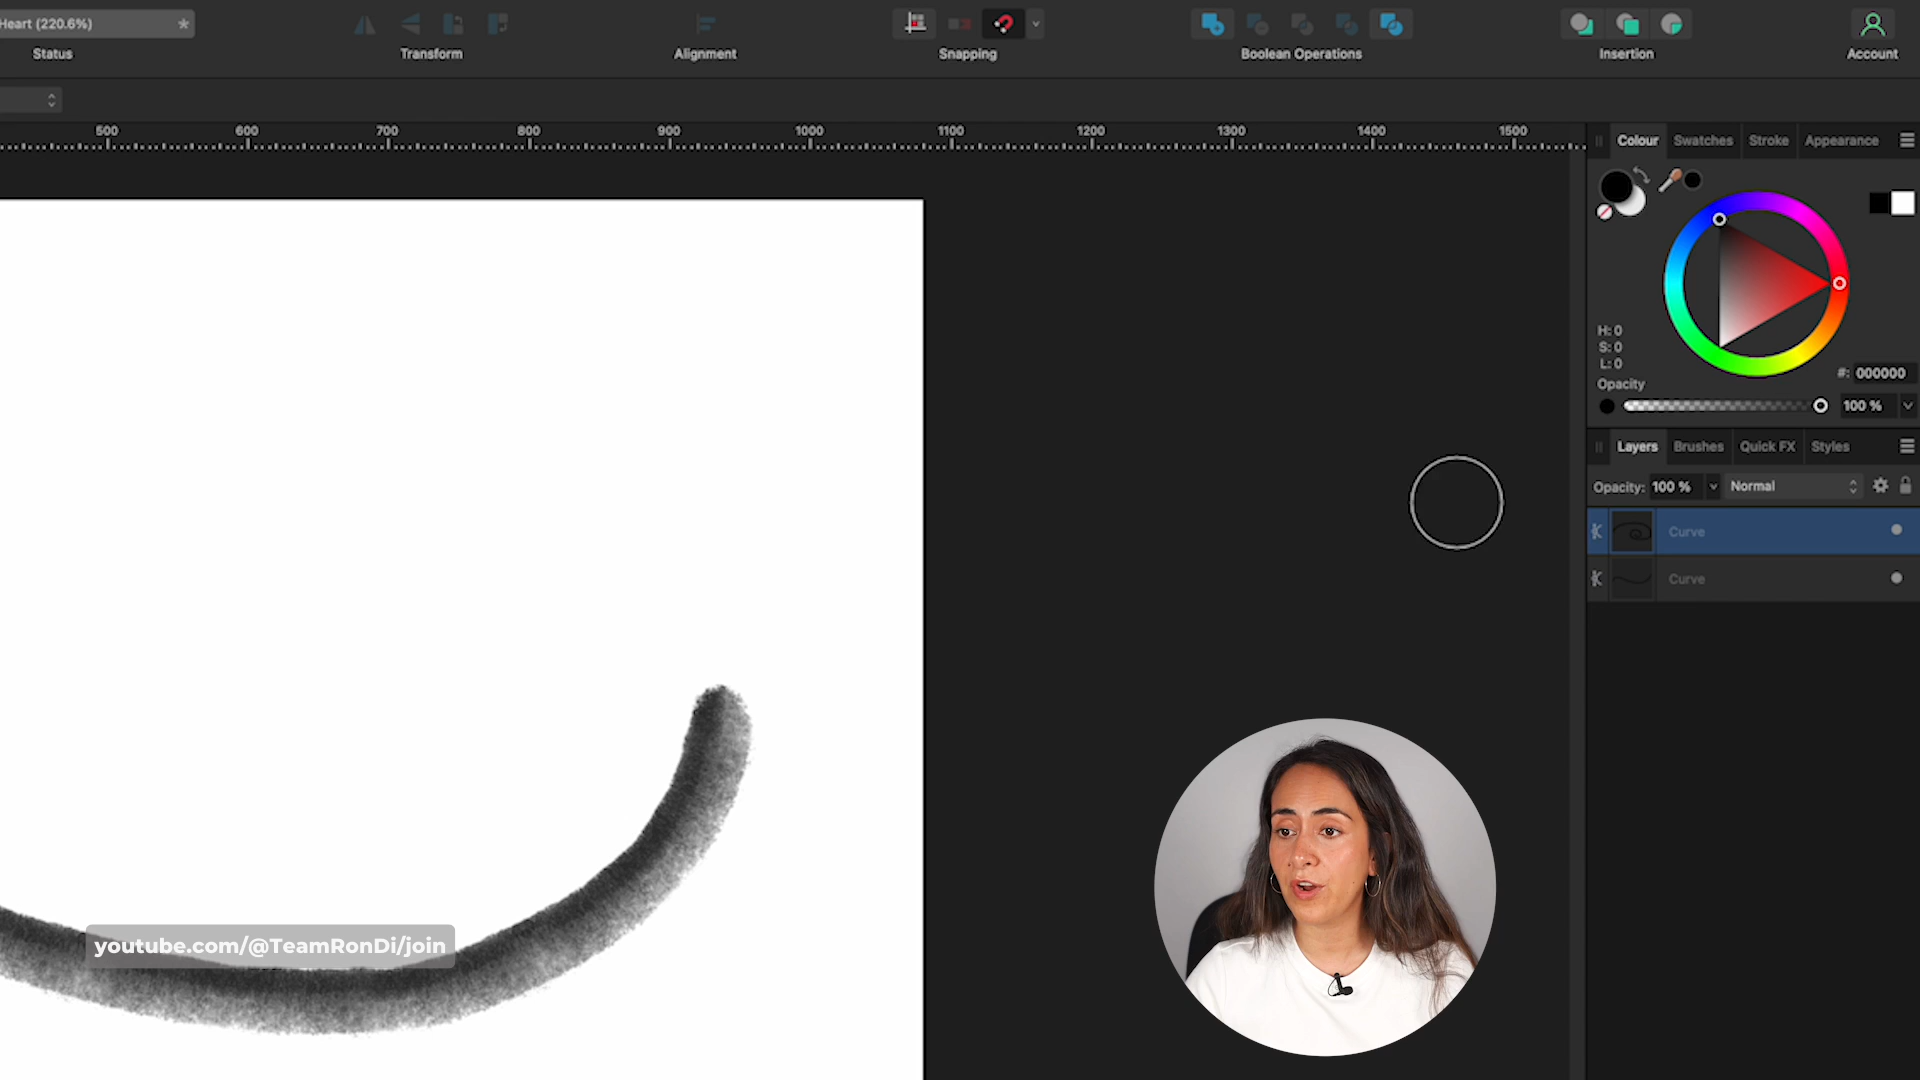 Heart (220.6%) *
Status
Transform
Alignment
Snapping
Boolean Operations
Insertion
Account
500 600 700 800 900 1000 1100 1200 1300 1400 1500
Colour Swatches Stroke Appearance
H: 0
S: 0
L: 0
#: 000000
Opacity
100 %
Layers Brushes Quick FX Styles
Opacity: 100 % Normal
Curve
Curve
youtube.com/@TeamRonDi/join